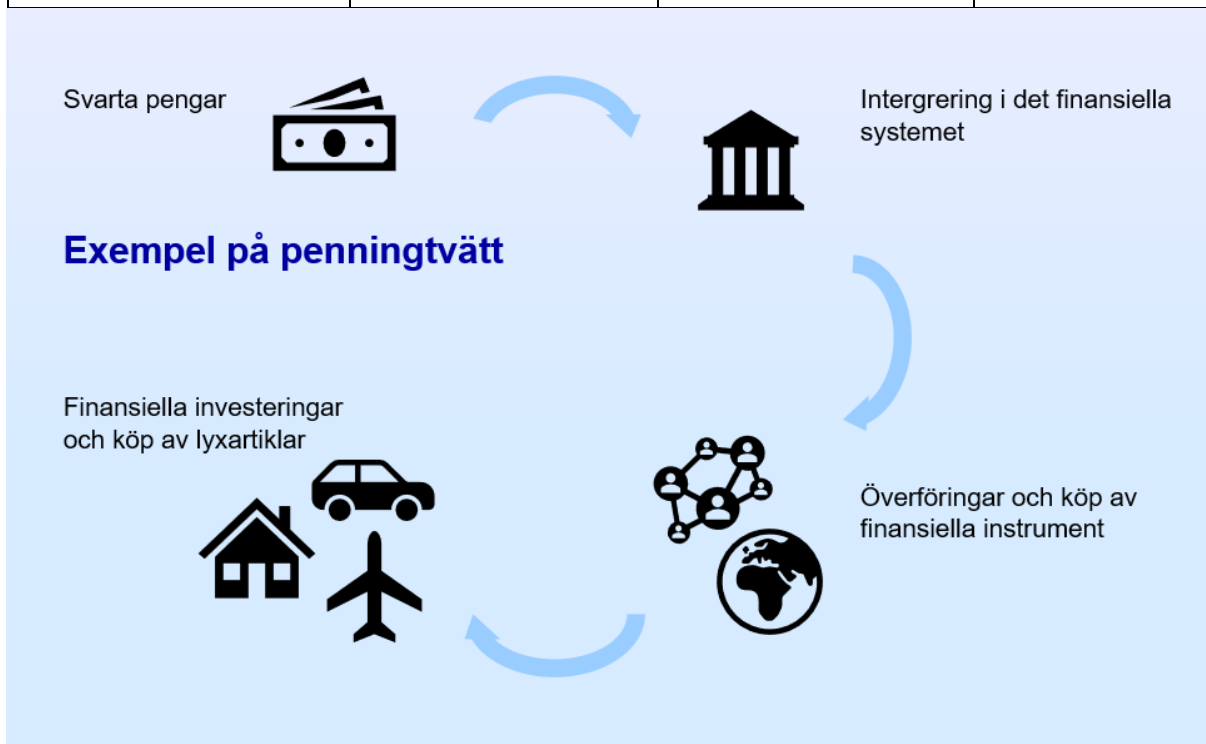 Svarta pengar
Intergrering i det finansiella
systemet
Exempel på penningtvätt
Finansiella investeringar
och köp av lyxartiklar
Överföringar och köp av
finansiella instrument